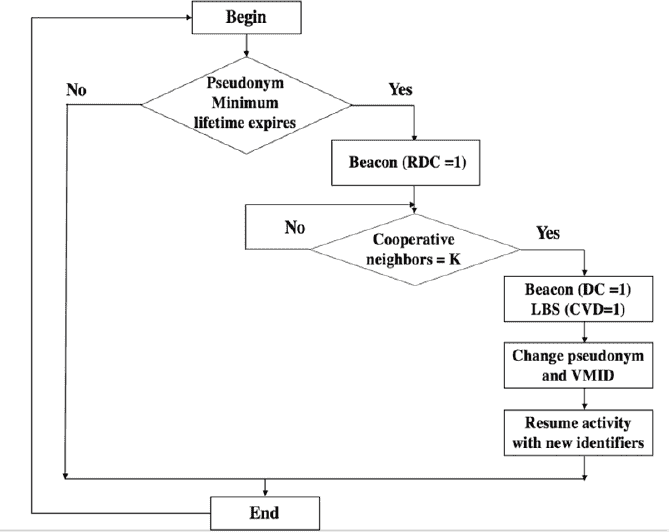 Begin
Pseudonym
Minimum
lifetime expires
No
Yes
Beacon (RDC =1)
No
Cooperative
neighbors = K
Yes
Beacon (DC =1)
LBS (CVD=1)
Change pseudonym
and VMID
Resume activity
with new identifiers
End